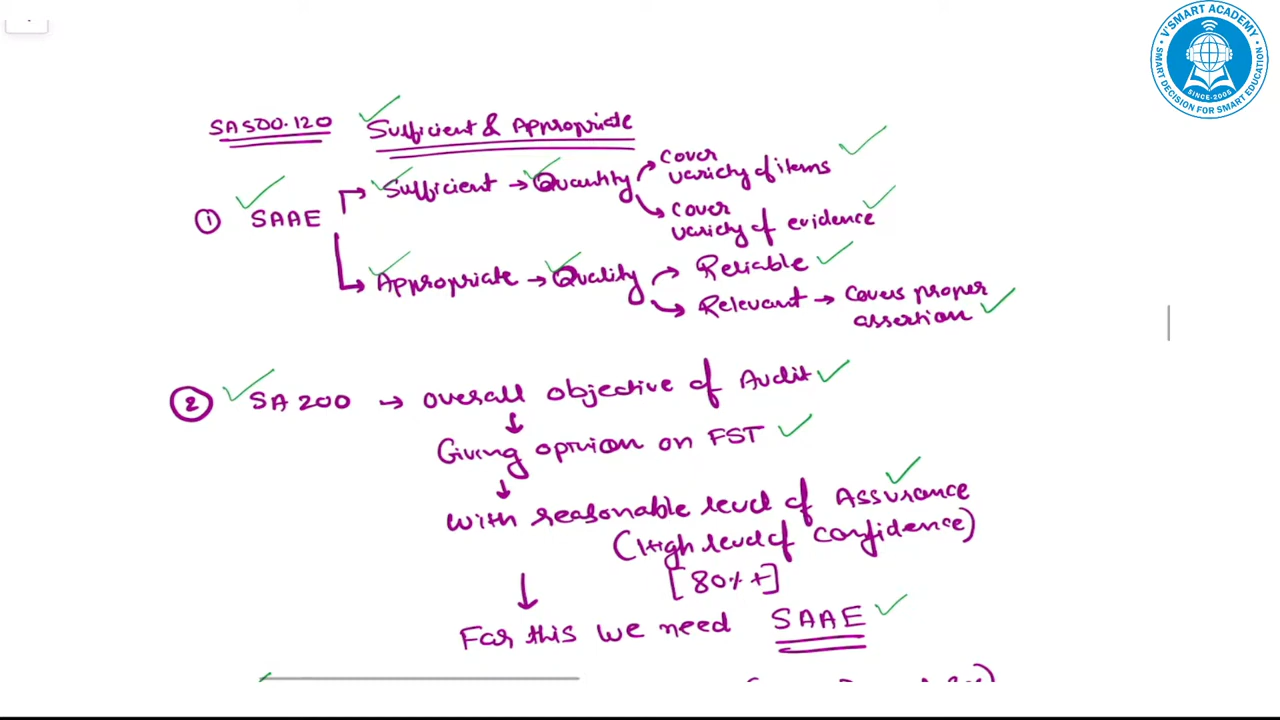 V'SMART ACADEMY
SINCE-2005
SMART DECISION FOR SMART EDUCATION
SA500.120 Sufficient & Appropriate
① SAAE → Sufficient → Quantity → Cover variety of items
→ Cover variety of evidence
→ Appropriate → Quality → Reliable
→ Relevant → Covers proper assertion
② SA 200 → overall objective of Audit
↓
Giving opinion on FST
↓
With reasonable level of Assurance
(High level of confidence)
[80% +]
↓
For this we need SAAE